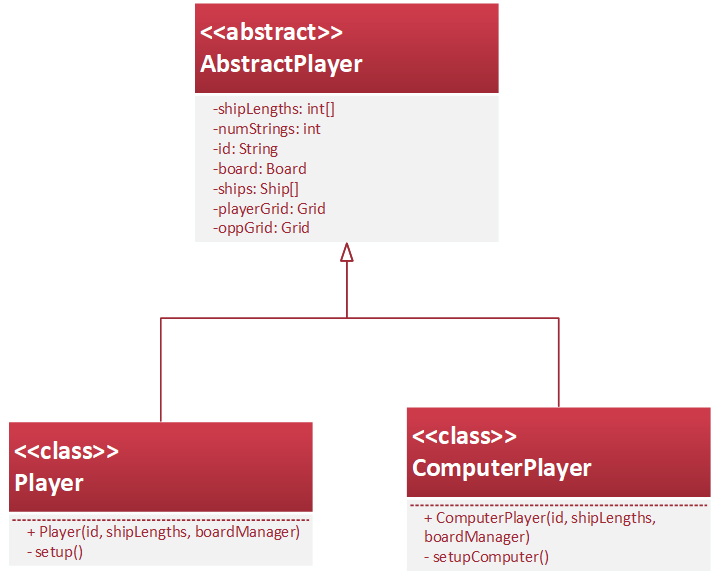 <<abstract>>
AbstractPlayer
-shipLengths: int[]
-numStrings: int
-id: String
-board: Board
-ships: Ship[]
-playerGrid: Grid
-oppGrid: Grid
<<class>>
Player
+ Player(id, shipLengths, boardManager)
- setup()
<<class>>
ComputerPlayer
+ ComputerPlayer(id, shipLengths,
boardManager)
- setupComputer()